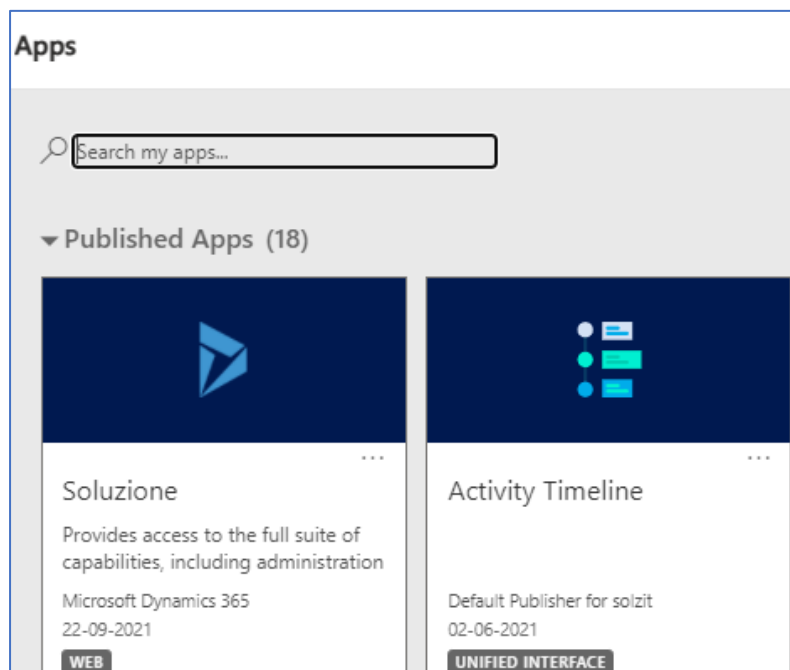 Apps
Search my apps...
Published Apps (18)
...
Soluzione
Provides access to the full suite of
capabilities, including administration
Microsoft Dynamics 365
22-09-2021
WEB
...
Activity Timeline
Default Publisher for solzit
02-06-2021
UNIFIED INTERFACE